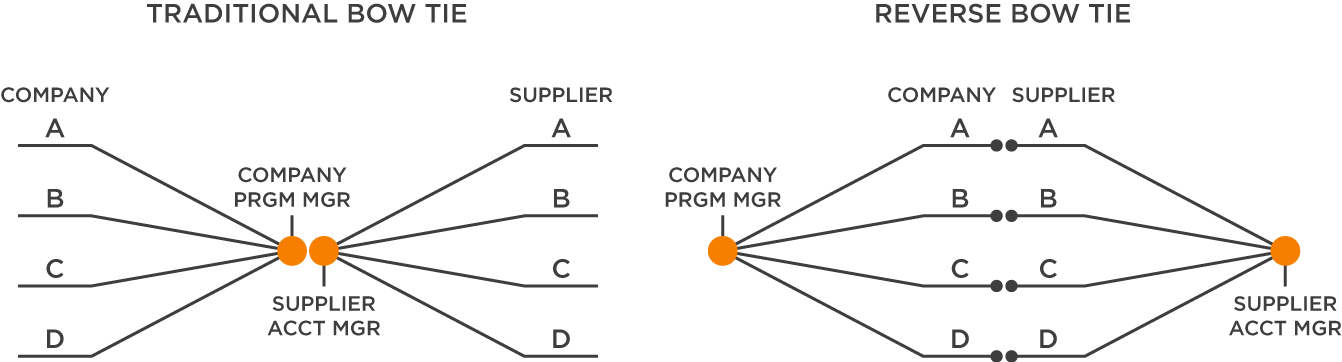 TRADITIONAL BOW TIE
COMPANY
SUPPLIER
A
A
COMPANY
PRGM MGR
B
B
C
C
SUPPLIER
ACCT MGR
D
D
REVERSE BOW TIE
COMPANY
SUPPLIER
A
A
COMPANY
PRGM MGR
B
B
C
C
SUPPLIER
ACCT MGR
D
D